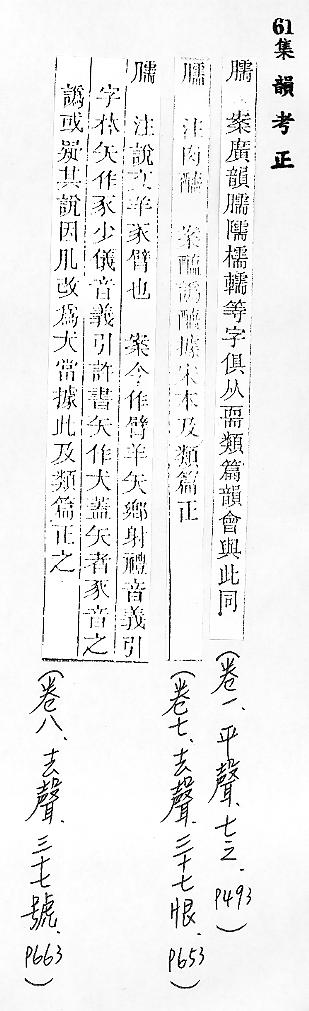 61集韻考正
臑 案廣韻臑隭檽轜等字俱从需類篇韻會與此同(卷一、平聲、七之、P493)
臑 注肉醢 案醢譌醢據宋本及類篇正(卷七、去聲、三十七恨、P653)
臑 注說文羊豕臂也 案今作臂羊矢鄉射禮音義引
字林矢作豕少儀音義引許書矢作犬蓋矢者豕音之
譌或疑其說因肊改爲犬當據此及類篇正之(卷八、去聲、三十七號、P663)